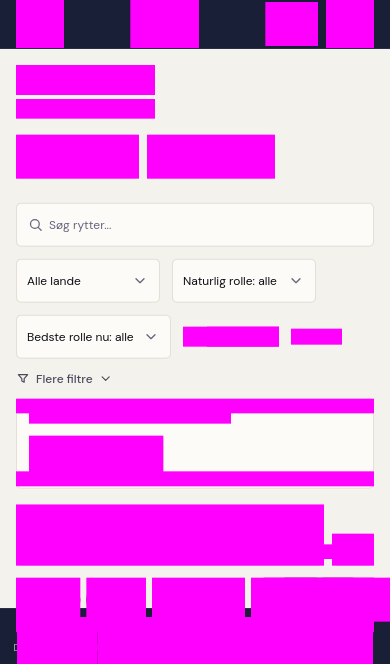 Søg rytter...
Alle lande
Naturlig rolle: alle
Bedste rolle nu: alle
Flere filtre